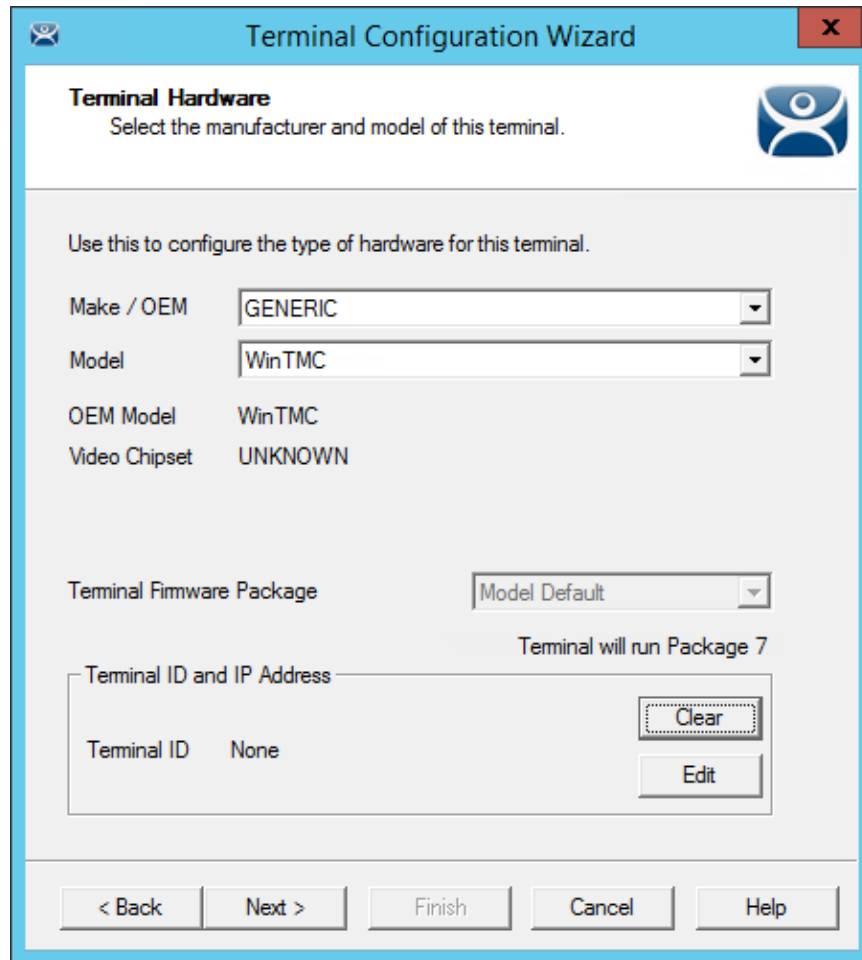 Terminal Configuration Wizard
x
Terminal Hardware
Select the manufacturer and model of this terminal.
Use this to configure the type of hardware for this terminal.
Make / OEM GENERIC
Model WinTMC
OEM Model WinTMC
Video Chipset UNKNOWN
Terminal Firmware Package Model Default
Terminal will run Package 7
Terminal ID and IP Address
Clear
Terminal ID None
Edit
< Back Next > Finish Cancel Help